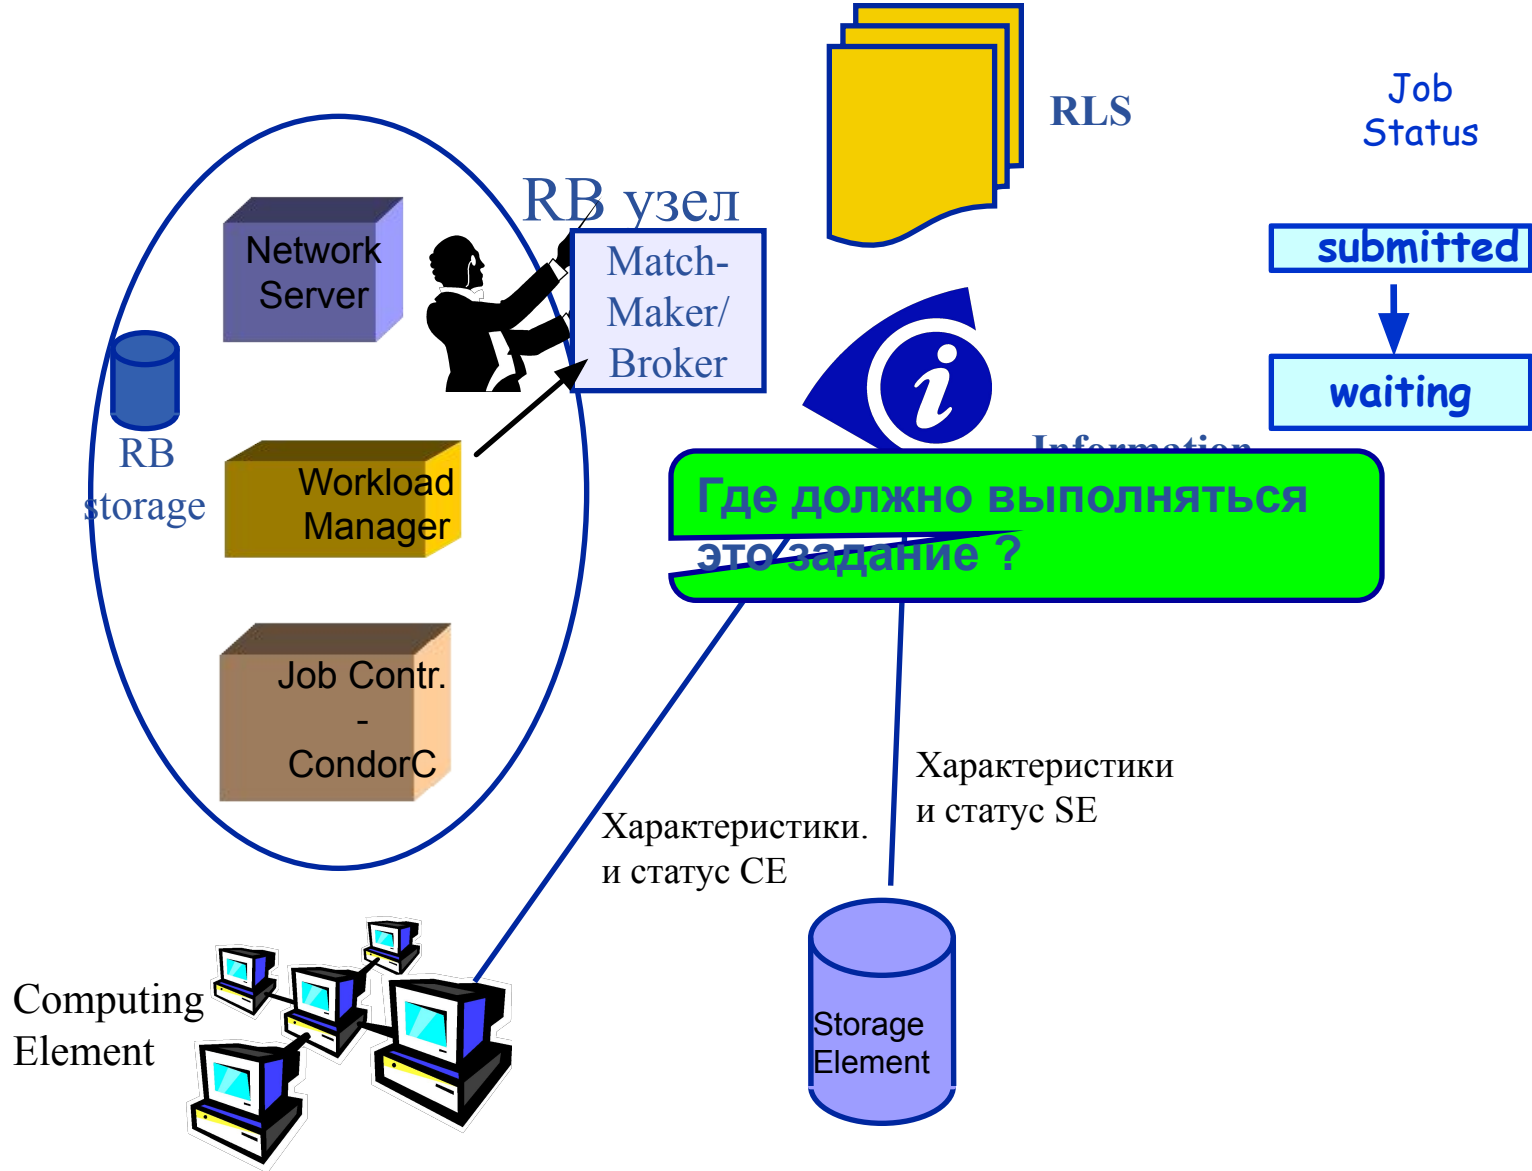 RLS
Job
Status
RB узел
Network
Server
Match-
Maker/
Broker
submitted
waiting
RB
storage
Information
Workload
Manager
Где должно выполняться
это задание ?
Job Contr.
-
CondorC
Характеристики
и статус SE
Характеристики.
и статус CE
Computing
Element
Storage
Element